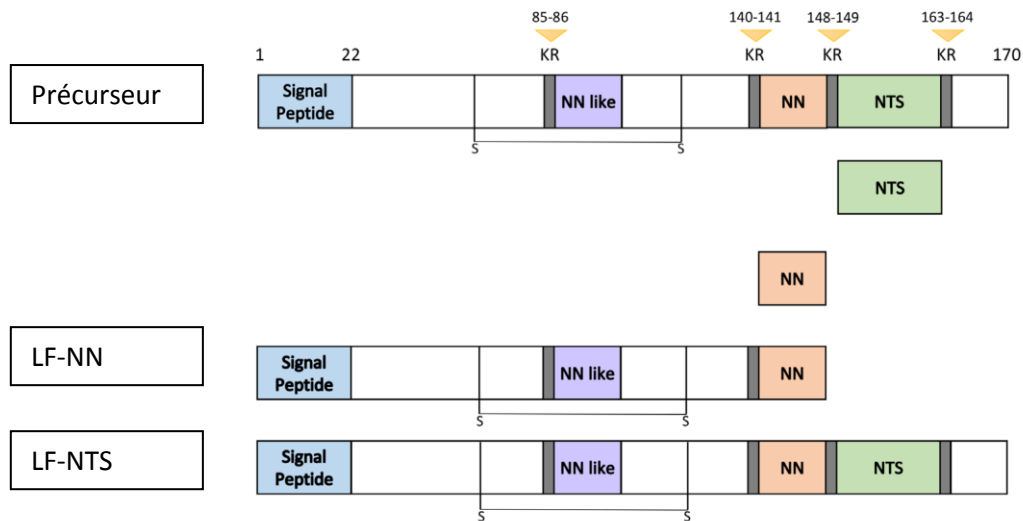 85-86 140-141 148-149 163-164
1 22 KR KR KR KR 170
Précurseur
Signal
Peptide
NN like
NN
NTS
S S
NTS
NN
LF-NN
Signal
Peptide
NN like
NN
S S
LF-NTS
Signal
Peptide
NN like
NN
NTS
S S